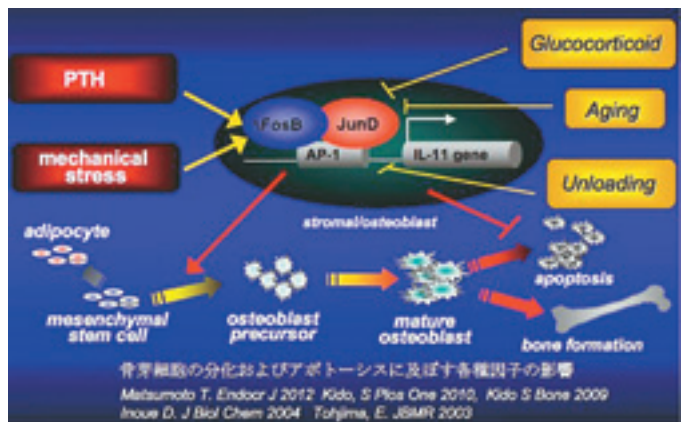 Glucocorticoid
PTH
Aging
FosB
JunD
AP-1
IL-11 gene
mechanical
stress
Unloading
stromal/osteoblast
adipocyte
apoptosis
mesenchymal
stem cell
osteoblast
precursor
mature
osteoblast
bone formation
骨芽細胞の分化およびアポトーシスに及ぼす各種因子の影響
Matsumoto T. Endocr J 2012 Kido, S Plos One 2010, Kido S Bone 2009
Inoue D. J Biol Chem 2004 Tohjima, E. JBMR 2003